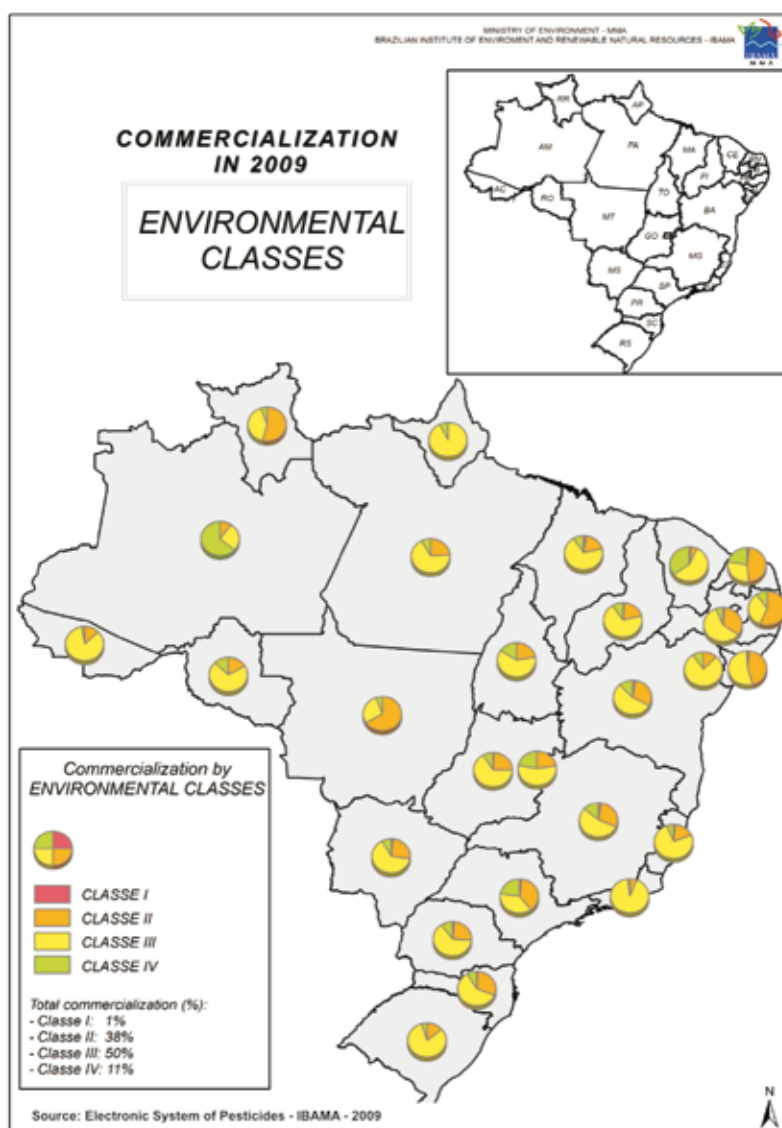 MINISTRY OF ENVIRONMENT - MMA
BRAZILIAN INSTITUTE OF ENVIROMENT AND RENEWABLE NATURAL RESOURCES - IBAMA
IBAMA
M M A
COMMERCIALIZATION
IN 2009
ENVIRONMENTAL
CLASSES
RR
AP
AM
PA
MA
CE
PI
AC
RO
TO
MT
BA
GO
MG
MS
SP
PR
SC
RS
Commercialization by
ENVIRONMENTAL CLASSES
CLASSE I
CLASSE II
CLASSE III
CLASSE IV
Total commercialization (%):
- Classe I: 1%
- Classe II: 38%
- Classe III: 50%
- Classe IV: 11%
Source: Electronic System of Pesticides - IBAMA - 2009
N